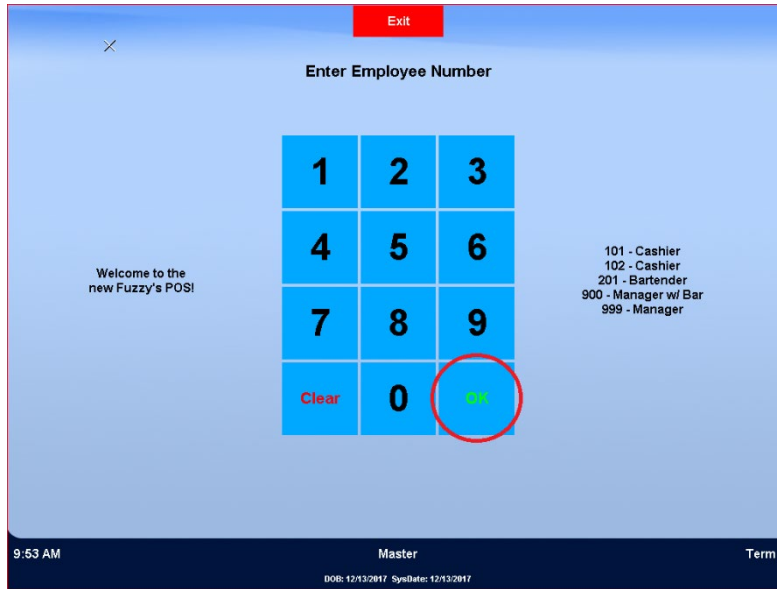 Exit
Enter Employee Number
1 2 3
4 5 6
7 8 9
Clear 0 OK
Welcome to the
new Fuzzy's POS!
101 - Cashier
102 - Cashier
201 - Bartender
900 - Manager w/ Bar
999 - Manager
9:53 AM Master Term
DOB: 12/13/2017 SysDate: 12/13/2017